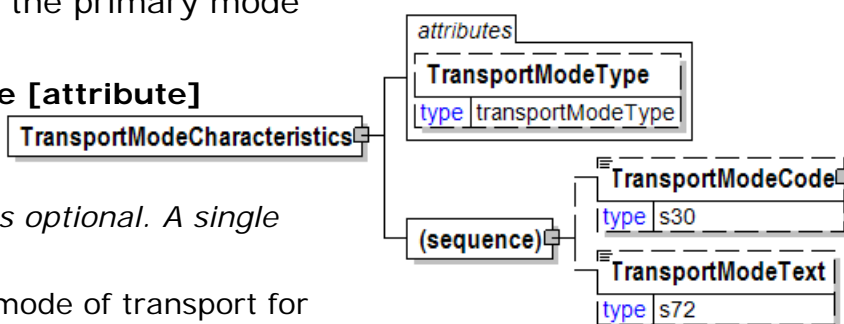 the primary mode
e [attribute]
s optional. A single
mode of transport for
TransportModeCharacteristics
attributes
TransportModeType
type transportModeType
(sequence)
TransportModeCode
type s30
TransportModeText
type s72